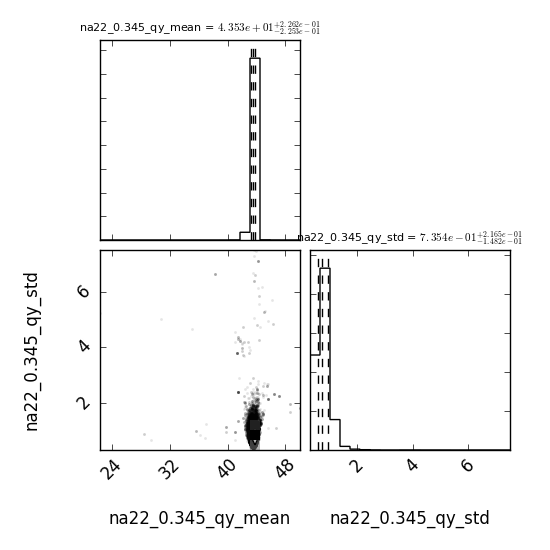 na22_0.345_qy_mean = 4.353e + 01 +2.262e−01 −2.253e−01
na22_0.345_qy_std = 7.354e − 01 +2.165e−01 −1.482e−01
na22_0.345_qy_std
6
4
2
24 32 40 48
2 4 6
na22_0.345_qy_mean
na22_0.345_qy_std